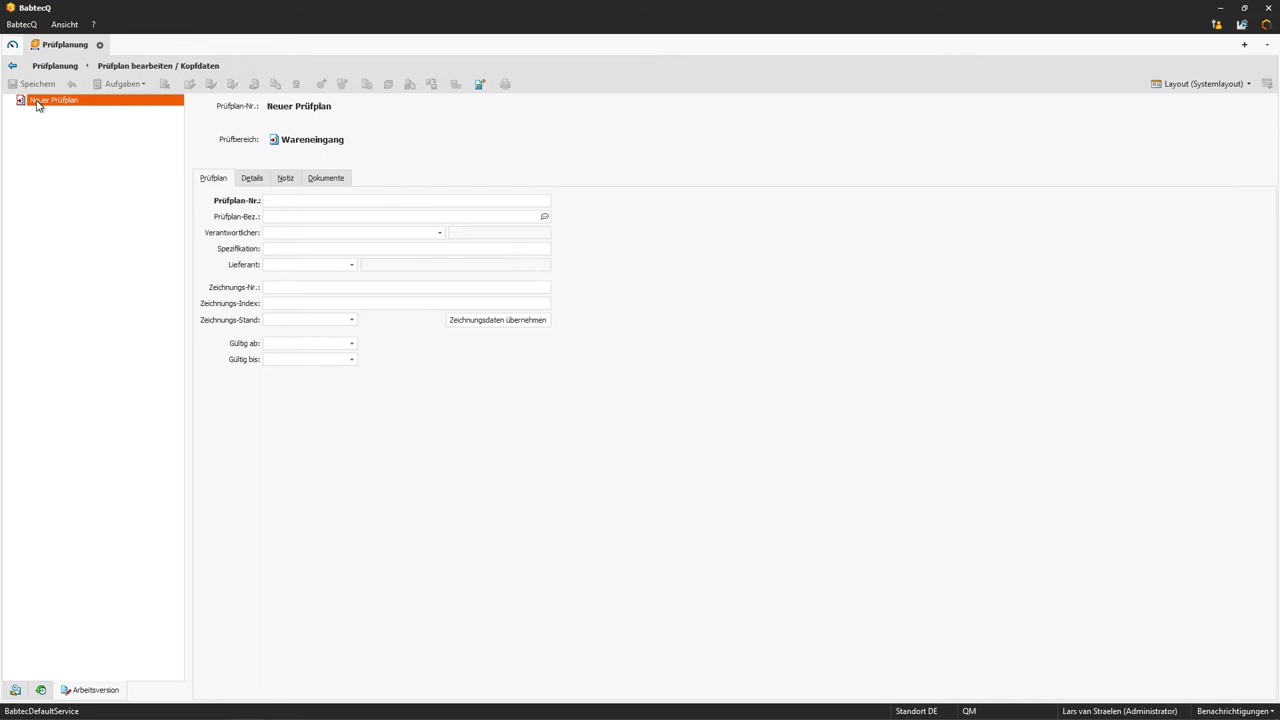 BabtecQ
BabtecQ Ansicht ?
Prüfplanung
Prüfplanung Prüfplan bearbeiten / Kopfdaten
Speichern Aufgaben Layout (Systemlayout)
Neuer Prüfplan
Prüfplan-Nr.: Neuer Prüfplan
Prüfbereich: Wareneingang
Prüfplan Details Notiz Dokumente
Prüfplan-Nr.:
Prüfplan-Bez.:
Verantwortlicher:
Spezifikation:
Lieferant:
Zeichnungs-Nr.:
Zeichnungs-Index:
Zeichnungs-Stand: Zeichnungsdaten übernehmen
Gültig ab:
Gültig bis:
Arbeitsversion
BabtecDefaultService Standort DE QM Lars van Straelen (Administrator) Benachrichtigungen